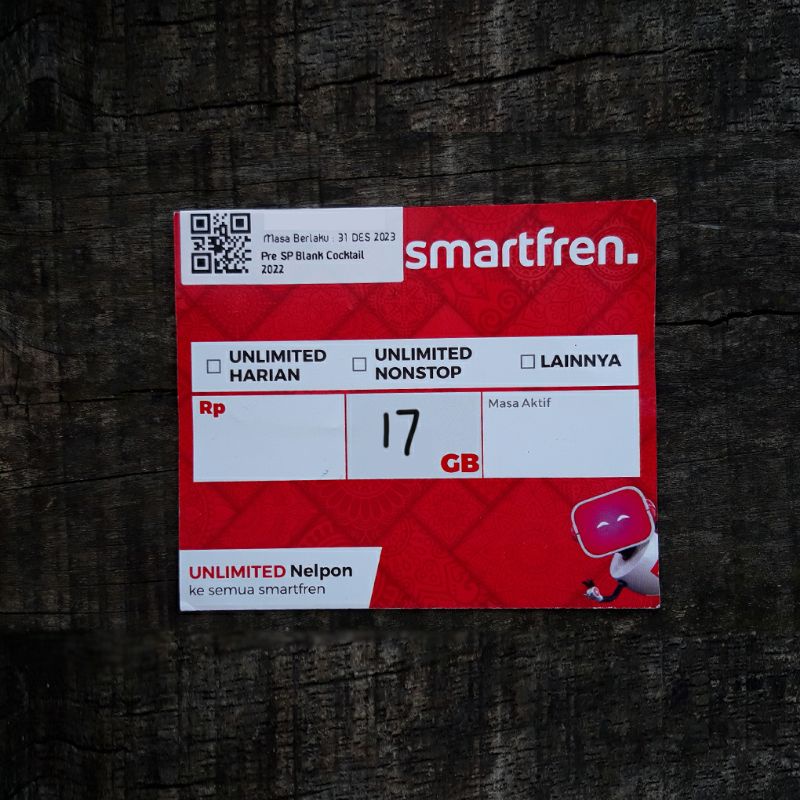 Masa Berlaku : 31 DES 2023
Pre SP Blank Cocktail
2022
smartfren.
UNLIMITED
HARIAN
UNLIMITED
NONSTOP
LAINNYA
Rp
17
GB
Masa Aktif
UNLIMITED Nelpon
ke semua smartfren